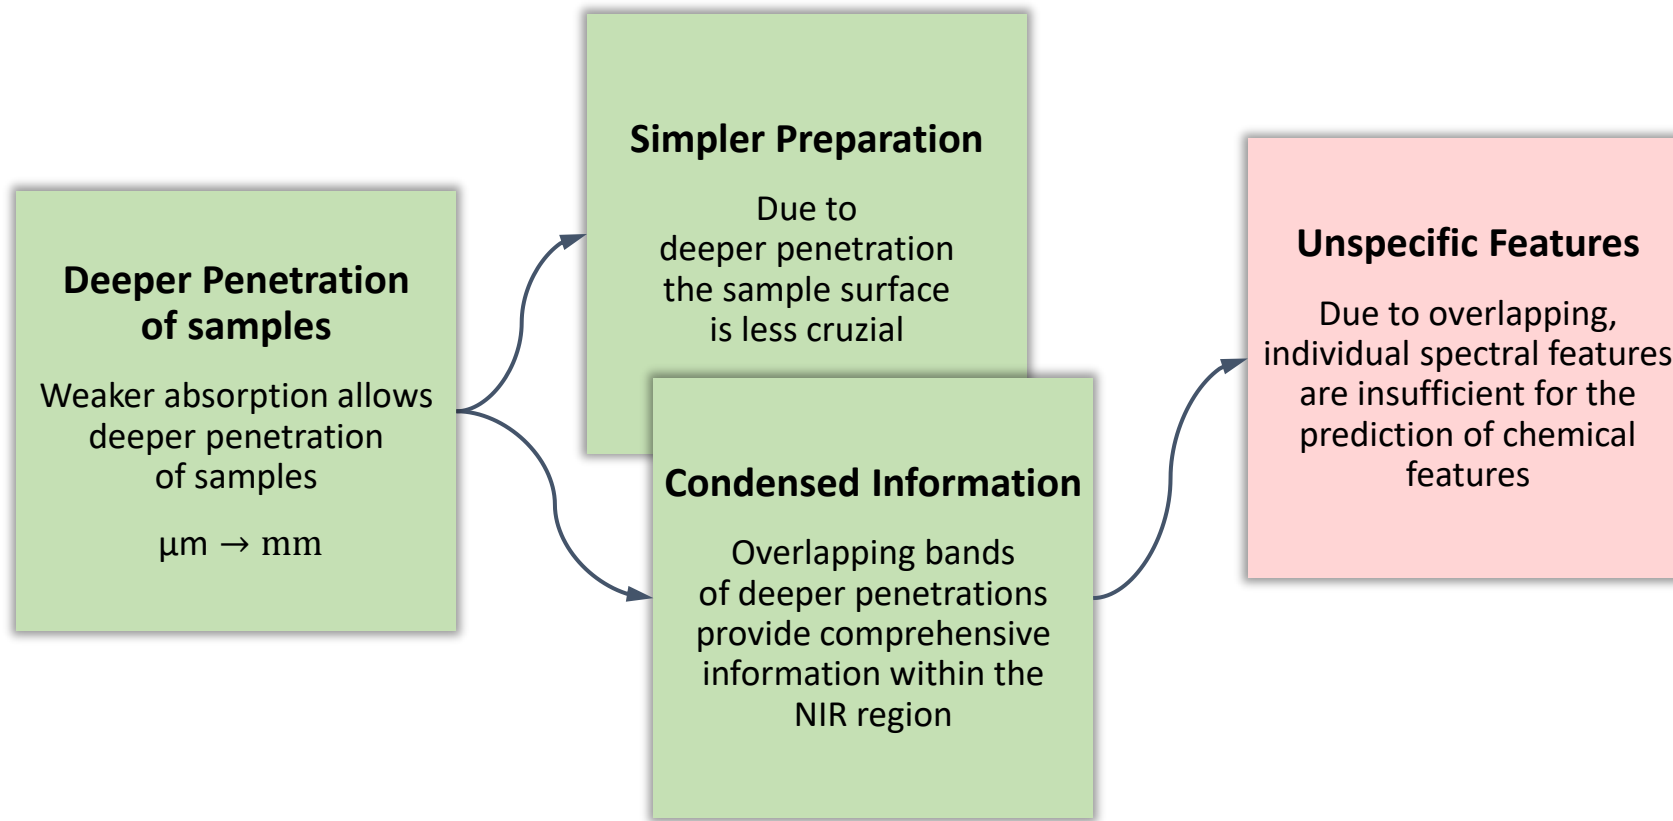 Deeper Penetration
of samples
Weaker absorption allows
deeper penetration
of samples
μm → mm
Simpler Preparation
Due to
deeper penetration
the sample surface
is less cruzial
Condensed Information
Overlapping bands
of deeper penetrations
provide comprehensive
information within the
NIR region
Unspecific Features
Due to overlapping,
individual spectral features
are insufficient for the
prediction of chemical
features